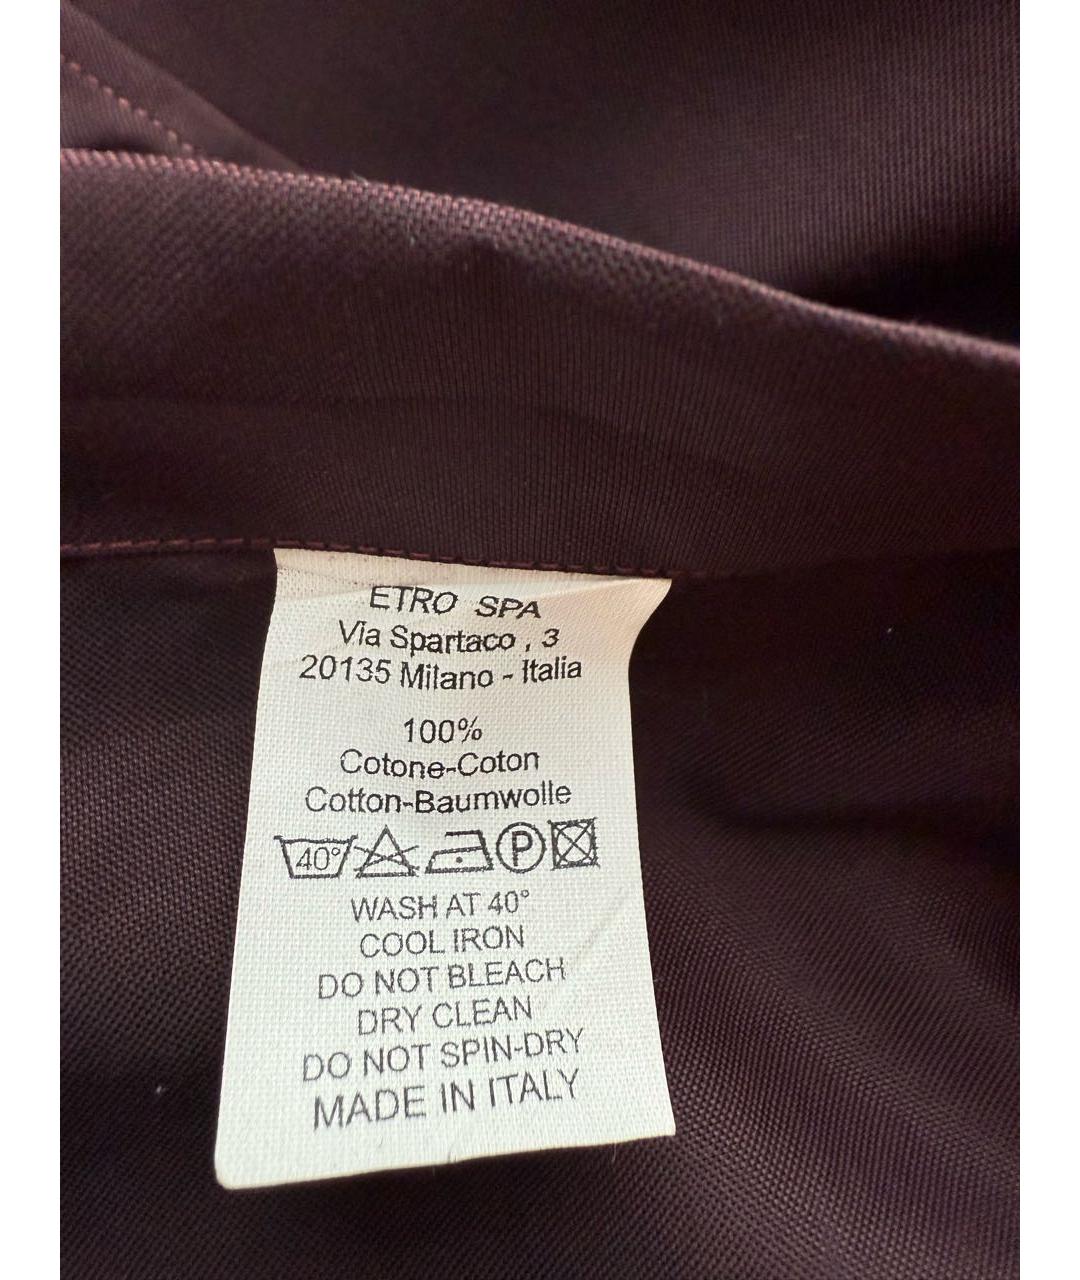 ETRO SPA
Via Spartaco , 3
20135 Milano - Italia
100%
Cotone-Coton
Cotton-Baumwolle
40° P
WASH AT 40°
COOL IRON
DO NOT BLEACH
DRY CLEAN
DO NOT SPIN-DRY
MADE IN ITALY